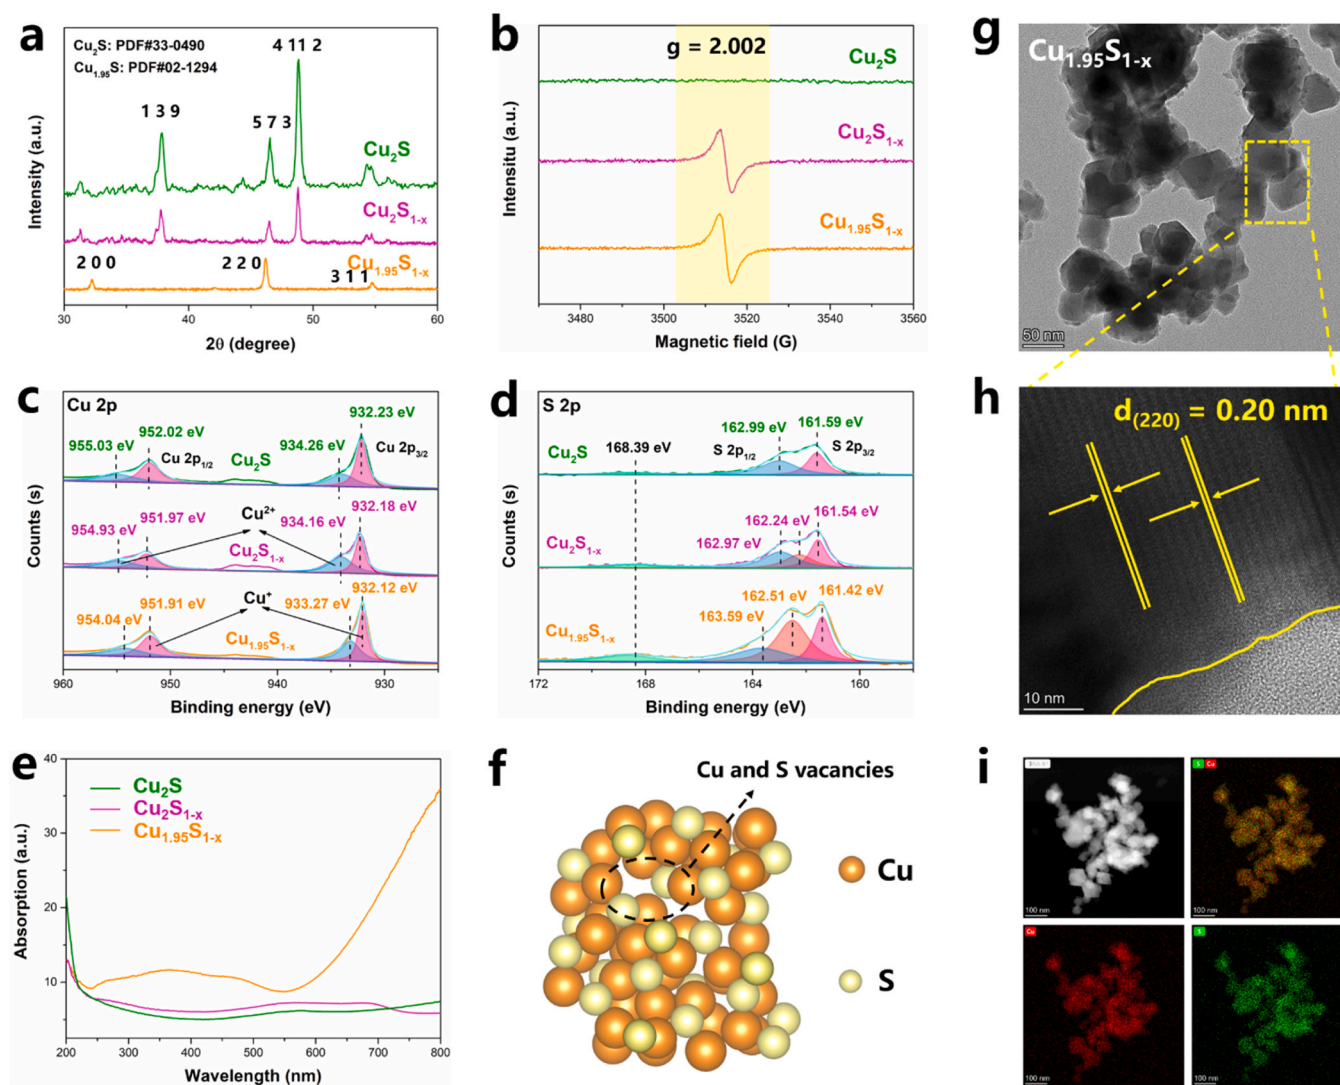 a
Cu2S: PDF#33-0490
Cu1.95S: PDF#02-1294
4 11 2
1 3 9
5 7 3
Cu2S
Cu2S1-x
2 0 0
2 2 0
Cu1.95S1-x
3 1 1
Intensity (a.u.)
30 40 50 60
2θ (degree)
b
g = 2.002
Cu2S
Cu2S1-x
Cu1.95S1-x
Intensitu (a.u.)
3480 3500 3520 3540 3560
Magnetic field (G)
g
Cu1.95S1-x
50 nm
c
Cu 2p
932.23 eV
955.03 eV
952.02 eV
934.26 eV
Cu 2p1/2
Cu2S
Cu 2p3/2
954.93 eV
951.97 eV
Cu2+
934.16 eV
932.18 eV
Cu2S1-x
954.04 eV
951.91 eV
Cu+
933.27 eV
932.12 eV
Cu1.95S1-x
Counts (s)
960 950 940 930
Binding energy (eV)
d
S 2p
162.99 eV
161.59 eV
Cu2S
168.39 eV
S 2p1/2
S 2p3/2
162.24 eV
161.54 eV
Cu2S1-x
162.97 eV
162.51 eV
161.42 eV
163.59 eV
Cu1.95S1-x
Counts (s)
172 168 164 160
Binding energy (eV)
h
d(220) = 0.20 nm
10 nm
e
Cu2S
Cu2S1-x
Cu1.95S1-x
Absorption (a.u.)
40
30
20
10
200 300 400 500 600 700 800
Wavelength (nm)
f
Cu and S vacancies
Cu
S
i
100 nm
S Cu
100 nm
Cu
100 nm
S
100 nm